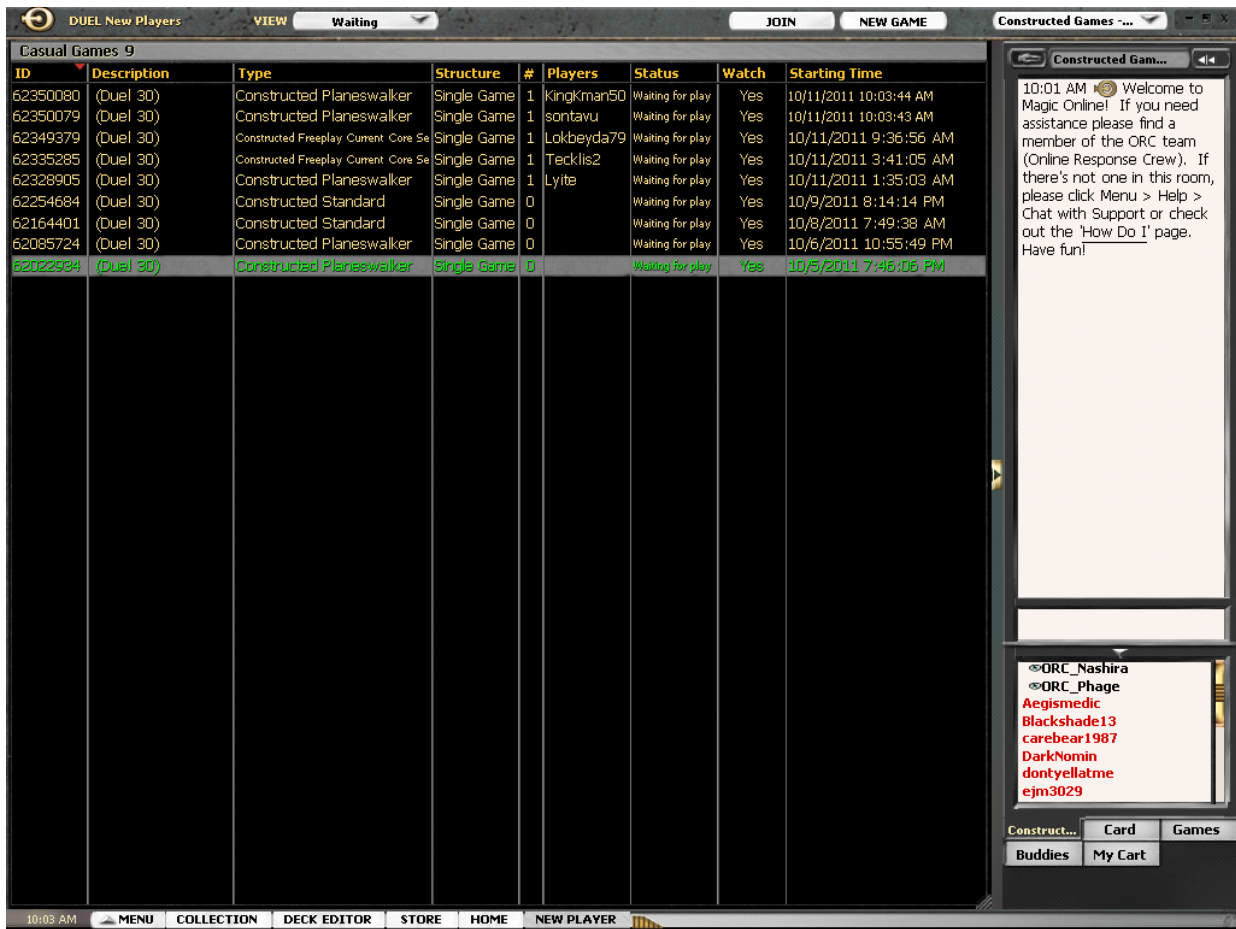 DUEL New Players VIEW Waiting JOIN NEW GAME Constructed Games -...
Casual Games 9
ID Description Type Structure # Players Status Watch Starting Time
62350080 (Duel 30) Constructed Planeswalker Single Game 1 KingKman50 Waiting for play Yes 10/11/2011 10:03:44 AM
62350079 (Duel 30) Constructed Planeswalker Single Game 1 sontavu Waiting for play Yes 10/11/2011 10:03:43 AM
62349379 (Duel 30) Constructed Freeplay Current Core Se Single Game 1 Lokbeyda79 Waiting for play Yes 10/11/2011 9:36:56 AM
62335285 (Duel 30) Constructed Freeplay Current Core Se Single Game 1 Tecklis2 Waiting for play Yes 10/11/2011 3:41:05 AM
62328905 (Duel 30) Constructed Planeswalker Single Game 1 Lyite Waiting for play Yes 10/11/2011 1:35:03 AM
62254684 (Duel 30) Constructed Standard Single Game 0 Waiting for play Yes 10/9/2011 8:14:14 PM
62164401 (Duel 30) Constructed Standard Single Game 0 Waiting for play Yes 10/8/2011 7:49:38 AM
62085724 (Duel 30) Constructed Planeswalker Single Game 0 Waiting for play Yes 10/6/2011 10:55:49 PM
62022934 (Duel 30) Constructed Planeswalker Single Game 0 Waiting for play Yes 10/5/2011 7:46:06 PM
Constructed Gam...
10:01 AM Welcome to
Magic Online! If you need
assistance please find a
member of the ORC team
(Online Response Crew). If
there's not one in this room,
please click Menu > Help >
Chat with Support or check
out the 'How Do I' page.
Have fun!
ORC_Nashira
ORC_Phage
Aegismedic
Blackshade13
carebear1987
DarkNomin
dontyellatme
ejm3029
Construct... Card Games
Buddies My Cart
10:03 AM MENU COLLECTION DECK EDITOR STORE HOME NEW PLAYER